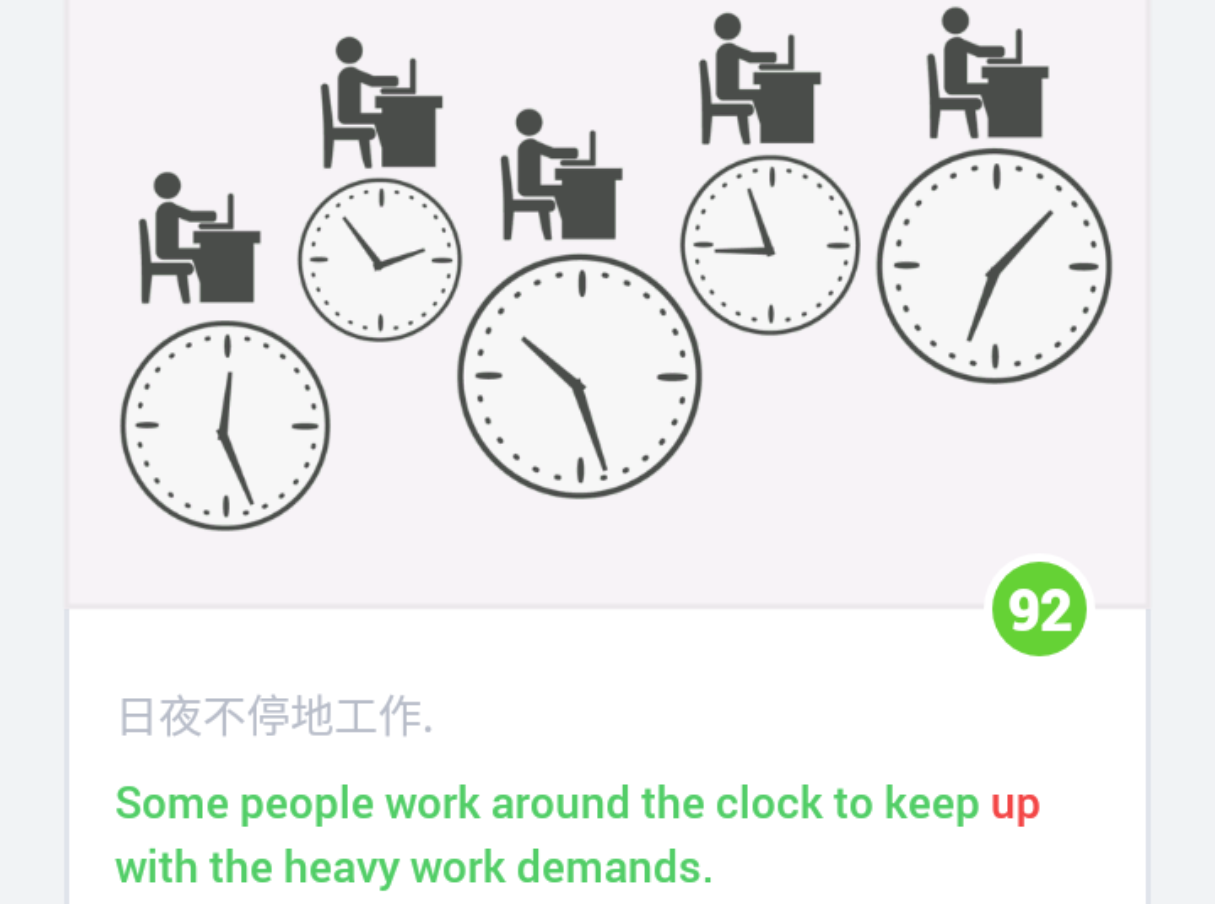 92
日夜不停地工作.
Some people work around the clock to keep up
with the heavy work demands.